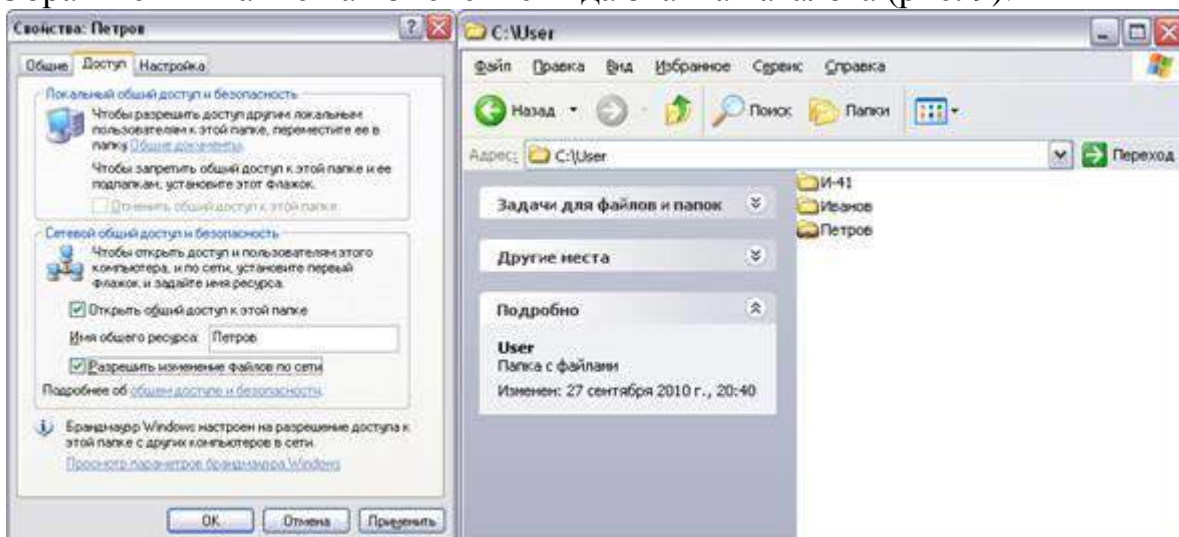 Свойства: Петров
Общие Доступ Настройка
Локальный общий доступ и безопасность
Чтобы разрешить доступ другим локальным
пользователям к этой папке, переместите ее в
папку Общие документы.
Чтобы запретить общий доступ к этой папке и ее
подпапкам, установите этот флажок.
Отменить общий доступ к этой папке
Сетевой общий доступ и безопасность
Чтобы открыть доступ и пользователям этого
компьютера, и по сети, установите первый
флажок и задайте имя ресурса.
Открыть общий доступ к этой папке
Имя общего ресурса: Петров
Разрешить изменение файлов по сети
Подробнее об общем доступе и безопасности.
Брандмауэр Windows настроен на разрешение доступа к
этой папке с других компьютеров в сети.
Просмотр параметров брандмауэра Windows
ОК Отмена Применить
C:\User
Файл Правка Вид Избранное Сервис Справка
Назад Поиск Папки
Адрес: C:\User Переход
Задачи для файлов и папок
Другие места
Подробно
User
Папка с файлами
Изменен: 27 сентября 2010 г., 20:40
И-41
Иванов
Петров